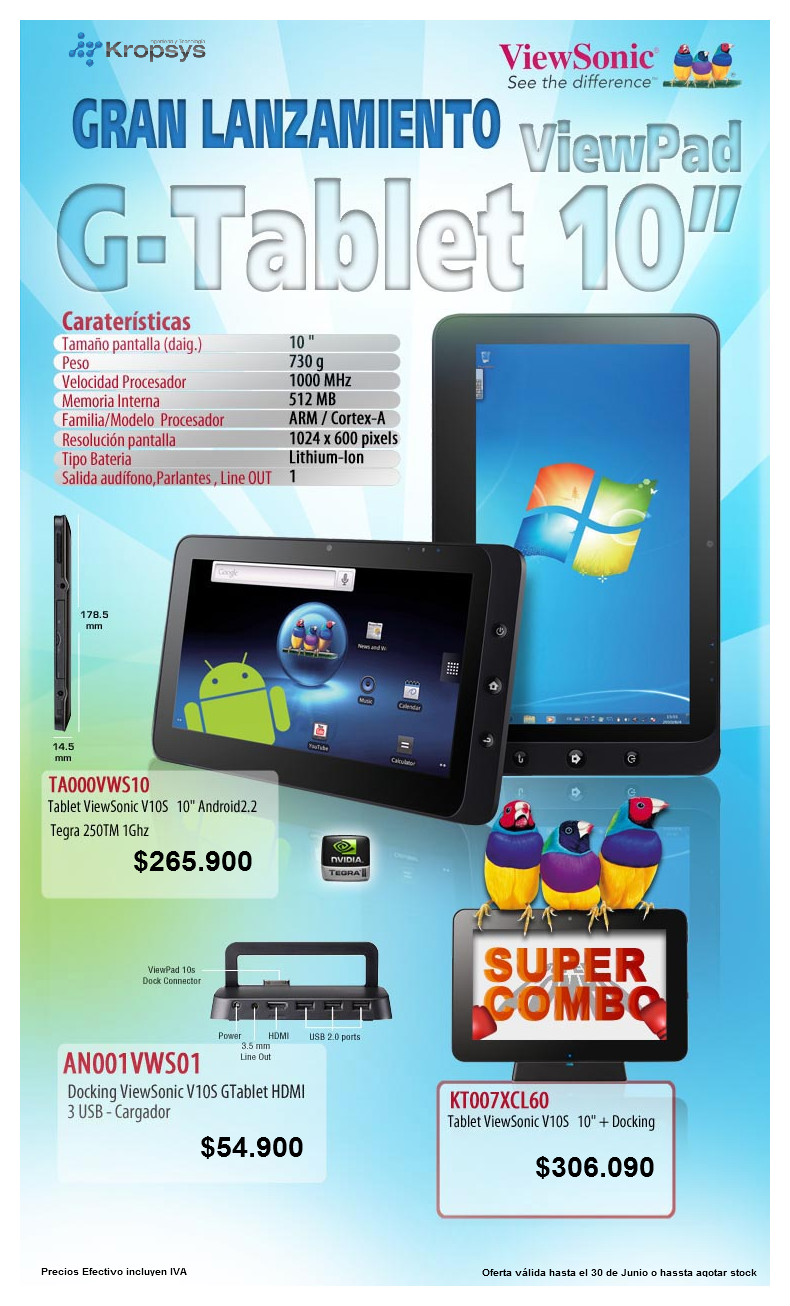 Ingeniería y Tecnología
Kropsys
ViewSonic®
See the difference™
GRAN LANZAMIENTO
ViewPad
G-Tablet 10”
Caraterísticas
Tamaño pantalla (daig.) 10 "
Peso 730 g
Velocidad Procesador 1000 MHz
Memoria Interna 512 MB
Familia/Modelo Procesador ARM / Cortex-A
Resolución pantalla 1024 x 600 pixels
Tipo Bateria Lithium-Ion
Salida audífono,Parlantes , Line OUT 1
178.5
mm
14.5
mm
Google
News and
Music
Calendar
YouTube
Calculator
TA000VWS10
Tablet ViewSonic V10S 10" Android2.2
Tegra 250TM 1Ghz
$265.900
NVIDIA.
TEGRA
ViewPad 10s
Dock Connector
Power
3.5 mm
Line Out
HDMI
USB 2.0 ports
AN001VWS01
Docking ViewSonic V10S GTablet HDMI
3 USB - Cargador
$54.900
SUPER
COMBO
KT007XCL60
Tablet ViewSonic V10S 10" + Docking
$306.090
Precios Efectivo incluyen IVA
Oferta válida hasta el 30 de Junio o hassta agotar stock